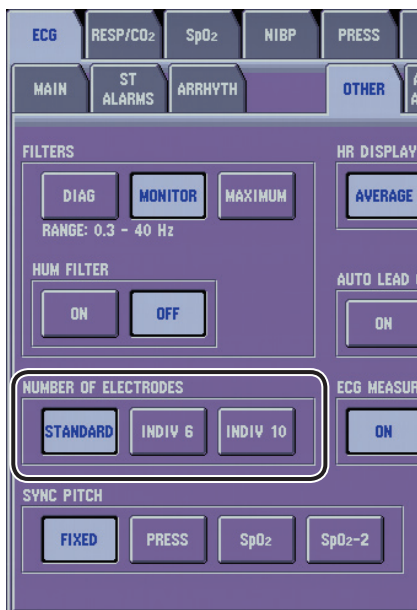 ECG RESP/CO2 SpO2 NIBP PRESS
MAIN ST ALARMS ARRHYTH OTHER
FILTERS
DIAG MONITOR MAXIMUM
RANGE: 0.3 - 40 Hz
HUM FILTER
ON OFF
NUMBER OF ELECTRODES
STANDARD INDIV 6 INDIV 10
SYNC PITCH
FIXED PRESS SpO2 SpO2-2
HR DISPLAY
AVERAGE
AUTO LEAD
ON
ECG MEASUR
ON